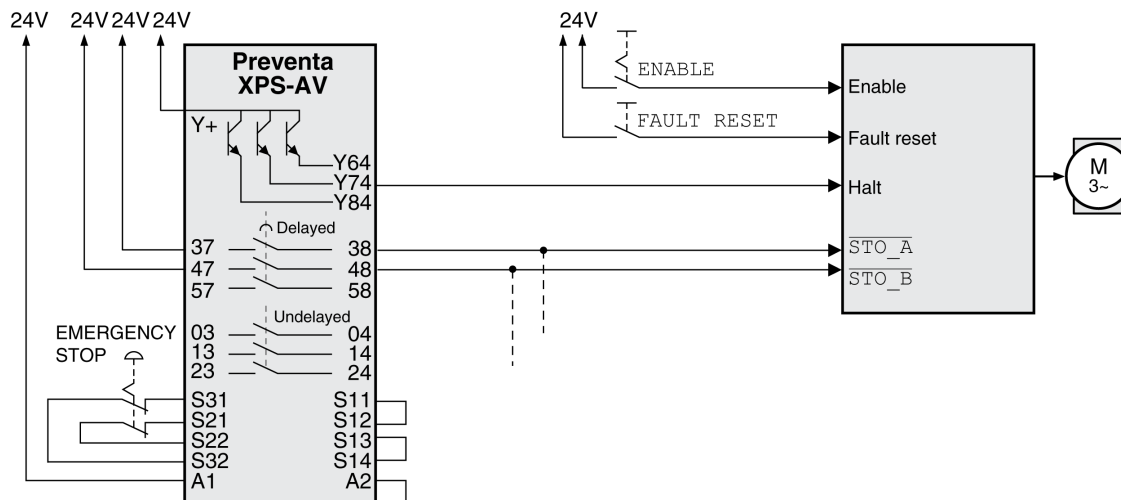 24V 24V 24V 24V 24V
Preventa
XPS-AV
ENABLE
Enable
Y+
FAULT RESET
Fault reset
Y64
Y74
Halt
Y84
M
3~
Delayed
37 38
STO_A
47 48
STO_B
57 58
Undelayed
EMERGENCY
STOP
03 04
13 14
23 24
S31 S11
S21 S12
S22 S13
S32 S14
A1 A2